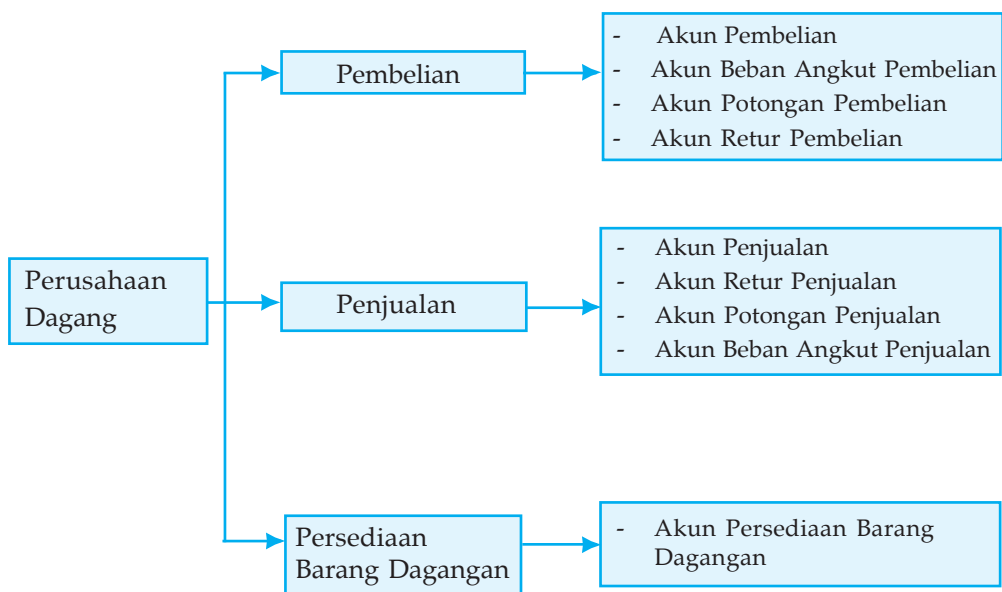 Perusahaan
Dagang
Pembelian
- Akun Pembelian
- Akun Beban Angkut Pembelian
- Akun Potongan Pembelian
- Akun Retur Pembelian
Penjualan
- Akun Penjualan
- Akun Retur Penjualan
- Akun Potongan Penjualan
- Akun Beban Angkut Penjualan
Persediaan
Barang Dagangan
- Akun Persediaan Barang
Dagangan